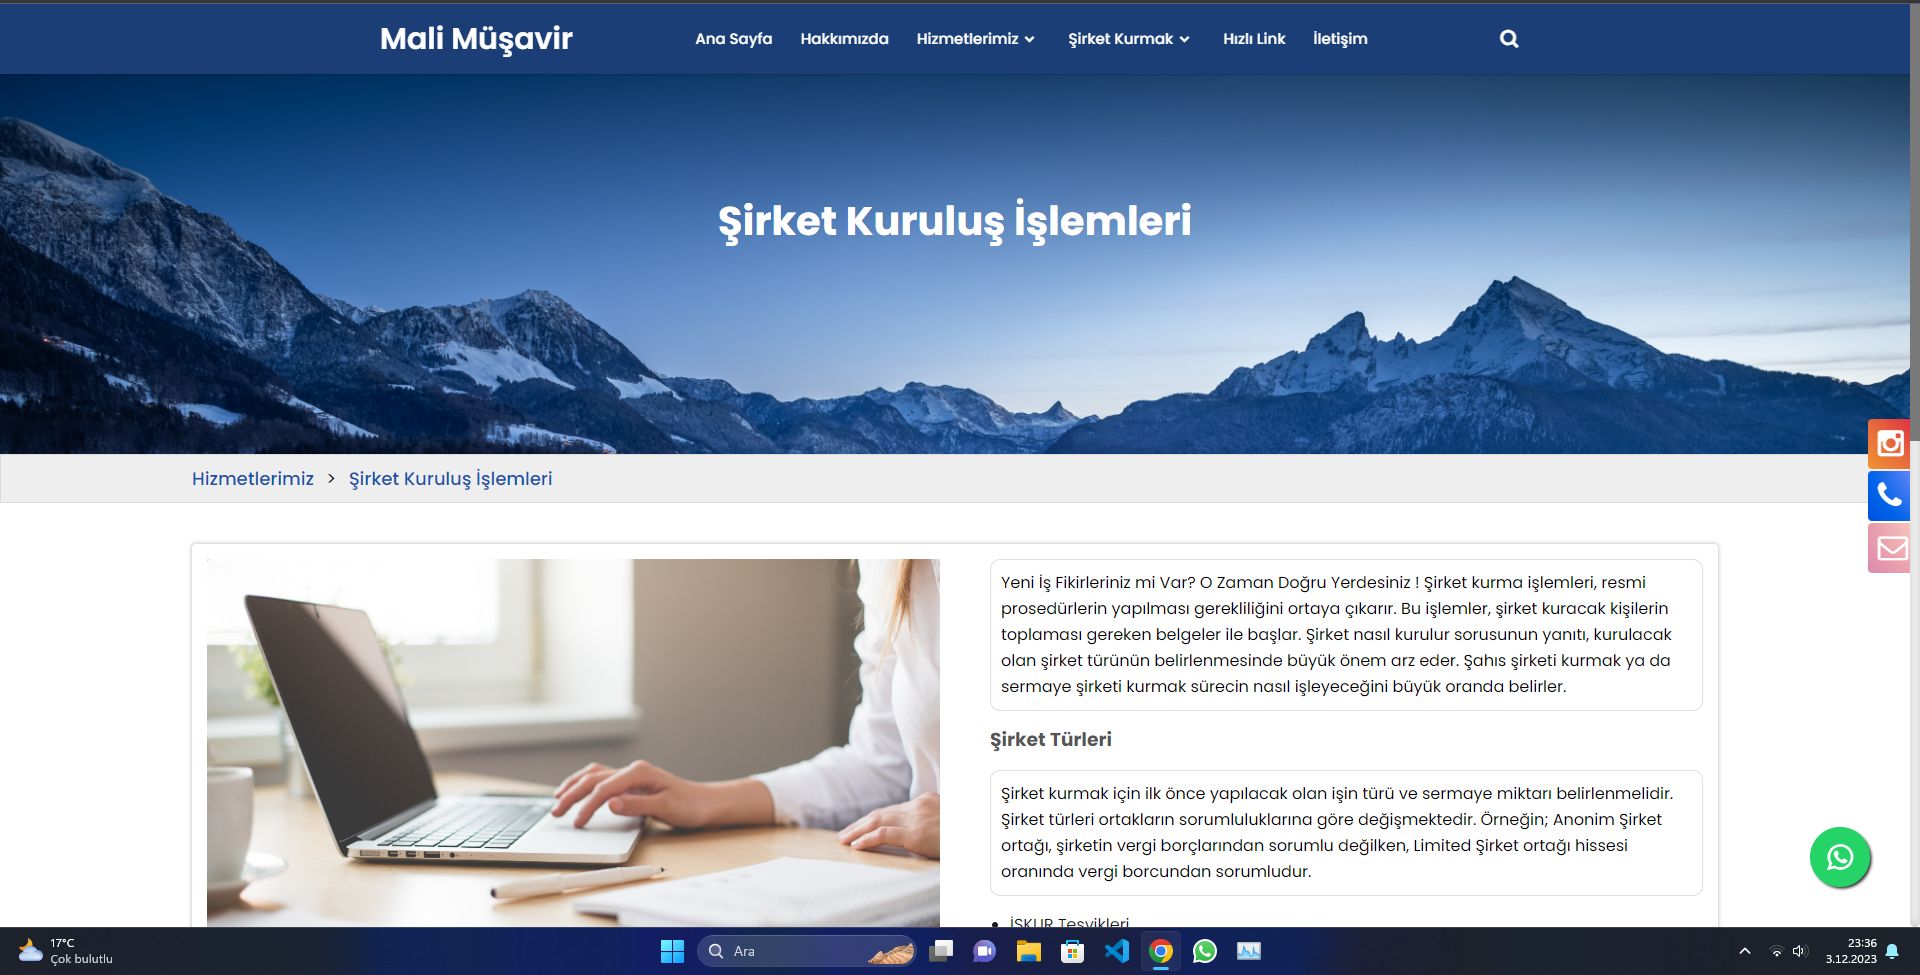 Mali Müşavir
Ana Sayfa
Hakkımızda
Hizmetlerimiz
Şirket Kurmak
Hızlı Link
İletişim
Şirket Kuruluş İşlemleri
Hizmetlerimiz > Şirket Kuruluş İşlemleri
Yeni İş Fikirleriniz mi Var? O Zaman Doğru Yerdesiniz ! Şirket kurma işlemleri, resmi
prosedürlerin yapılması gerekliliğini ortaya çıkarır. Bu işlemler, şirket kuracak kişilerin
toplaması gereken belgeler ile başlar. Şirket nasıl kurulur sorusunun yanıtı, kurulacak
olan şirket türünün belirlenmesinde büyük önem arz eder. Şahıs şirketi kurmak ya da
sermaye şirketi kurmak sürecin nasıl işleyeceğini büyük oranda belirler.
Şirket Türleri
Şirket kurmak için ilk önce yapılacak olan işin türü ve sermaye miktarı belirlenmelidir.
Şirket türleri ortakların sorumluluklarına göre değişmektedir. Örneğin; Anonim Şirket
ortağı, şirketin vergi borçlarından sorumlu değilken, Limited Şirket ortağı hissesi
oranında vergi borcundan sorumludur.
• İŞKUR Teşvikleri
17°C
Çok bulutlu
Ara
23:36
3.12.2023